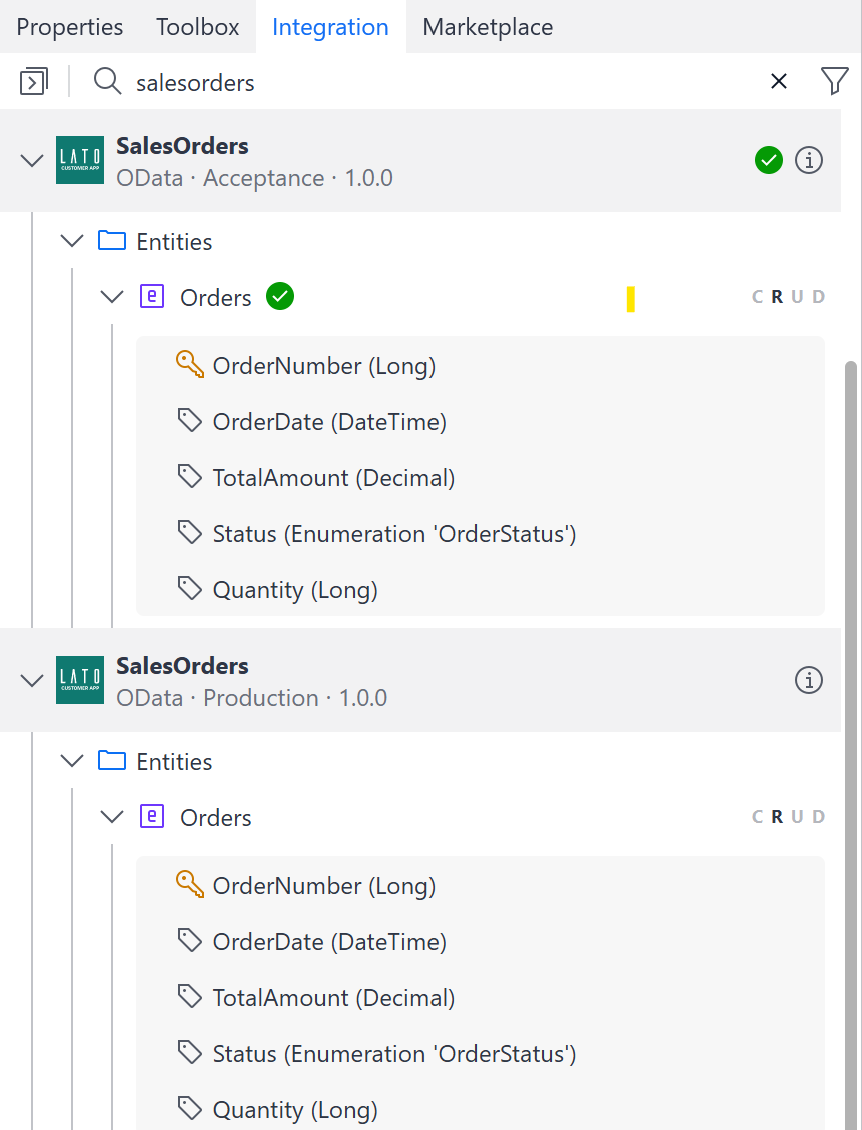 Properties Toolbox Integration Marketplace
salesorders
LATO
CUSTOMER APP
SalesOrders
OData · Acceptance · 1.0.0
Entities
Orders C R U D
OrderNumber (Long)
OrderDate (DateTime)
TotalAmount (Decimal)
Status (Enumeration 'OrderStatus')
Quantity (Long)
LATO
CUSTOMER APP
SalesOrders
OData · Production · 1.0.0
Entities
Orders C R U D
OrderNumber (Long)
OrderDate (DateTime)
TotalAmount (Decimal)
Status (Enumeration 'OrderStatus')
Quantity (Long)